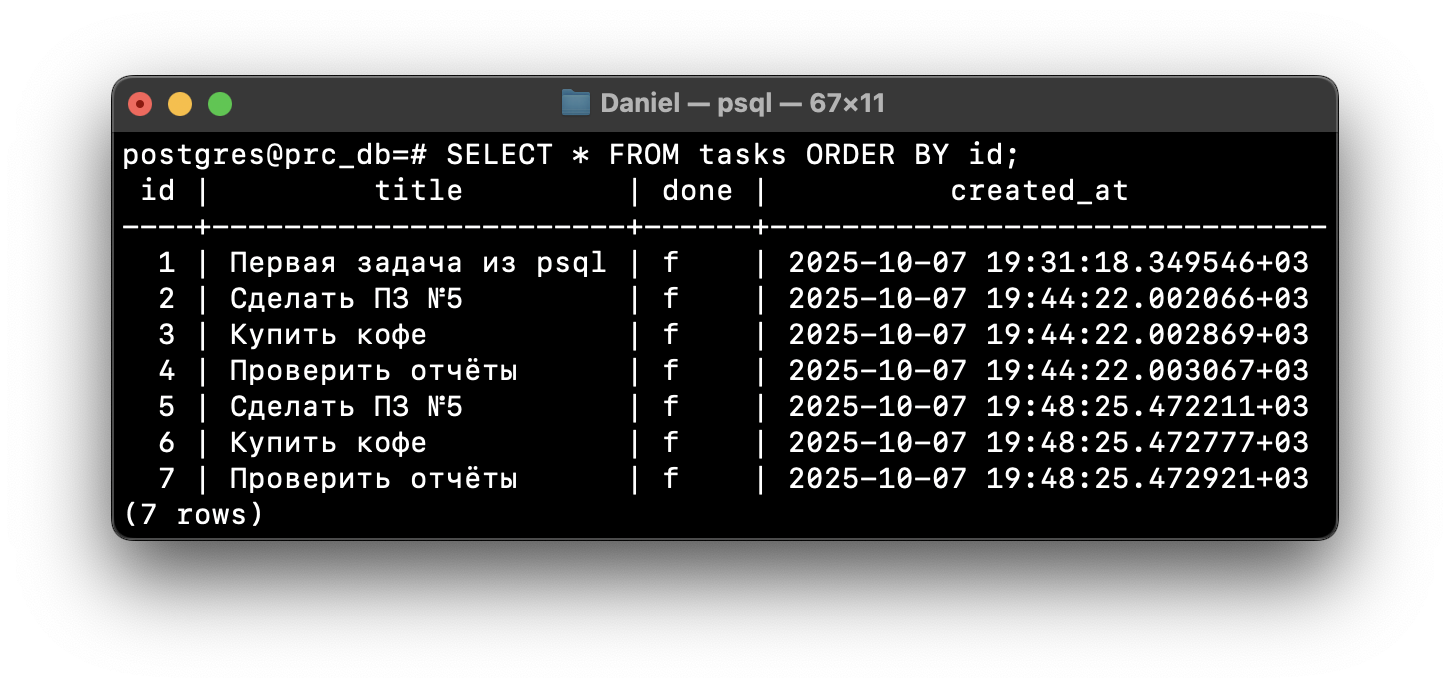 Daniel — psql — 67×11
postgres@prc_db=# SELECT * FROM tasks ORDER BY id;
 id |         title         | done |          created_at
----+-----------------------+------+-------------------------------
  1 | Первая задача из psql | f    | 2025-10-07 19:31:18.349546+03
  2 | Сделать ПЗ №5         | f    | 2025-10-07 19:44:22.002066+03
  3 | Купить кофе           | f    | 2025-10-07 19:44:22.002869+03
  4 | Проверить отчёты      | f    | 2025-10-07 19:44:22.003067+03
  5 | Сделать ПЗ №5         | f    | 2025-10-07 19:48:25.472211+03
  6 | Купить кофе           | f    | 2025-10-07 19:48:25.472777+03
  7 | Проверить отчёты      | f    | 2025-10-07 19:48:25.472921+03
(7 rows)